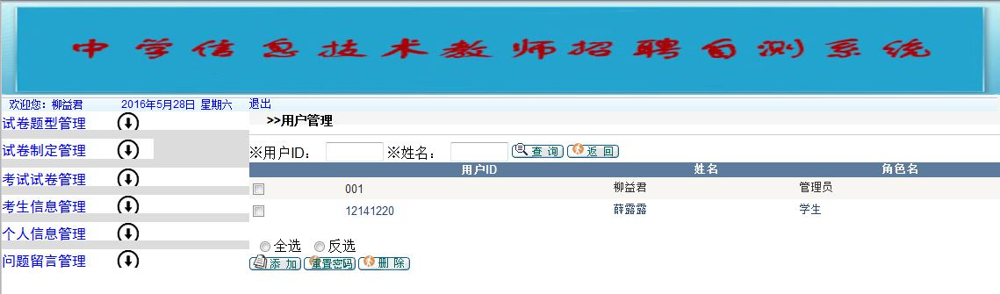 中学信息技术教师招聘自测系统
欢迎您：柳益君 2016年5月28日 星期六 退出
>>用户管理
试卷题型管理
试卷制定管理
考试试卷管理
考生信息管理
个人信息管理
问题留言管理
※用户ID： ※姓名： 查 询 返 回
用户ID 姓名 角色名
001 柳益君 管理员
12141220 薛露露 学生
全选 反选
添 加 重置密码 删 除